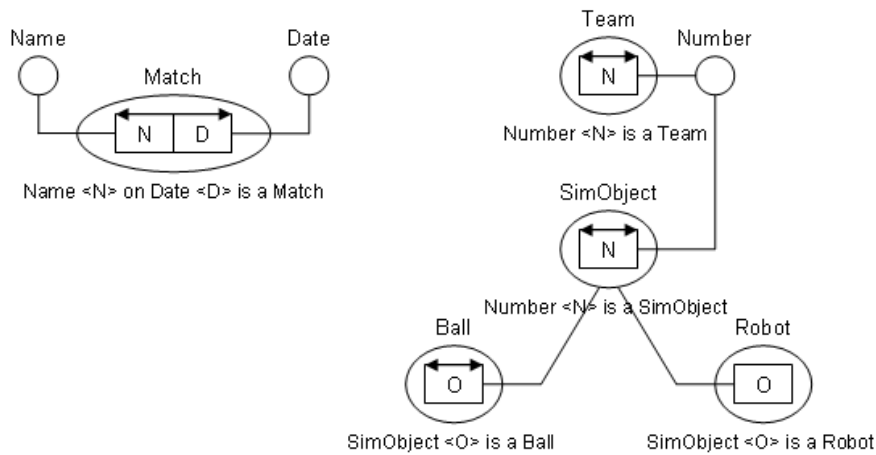 Name
Date
Match
N
D
Name <N> on Date <D> is a Match
Team
Number
N
Number <N> is a Team
SimObject
N
Number <N> is a SimObject
Ball
Robot
O
O
SimObject <O> is a Ball
SimObject <O> is a Robot